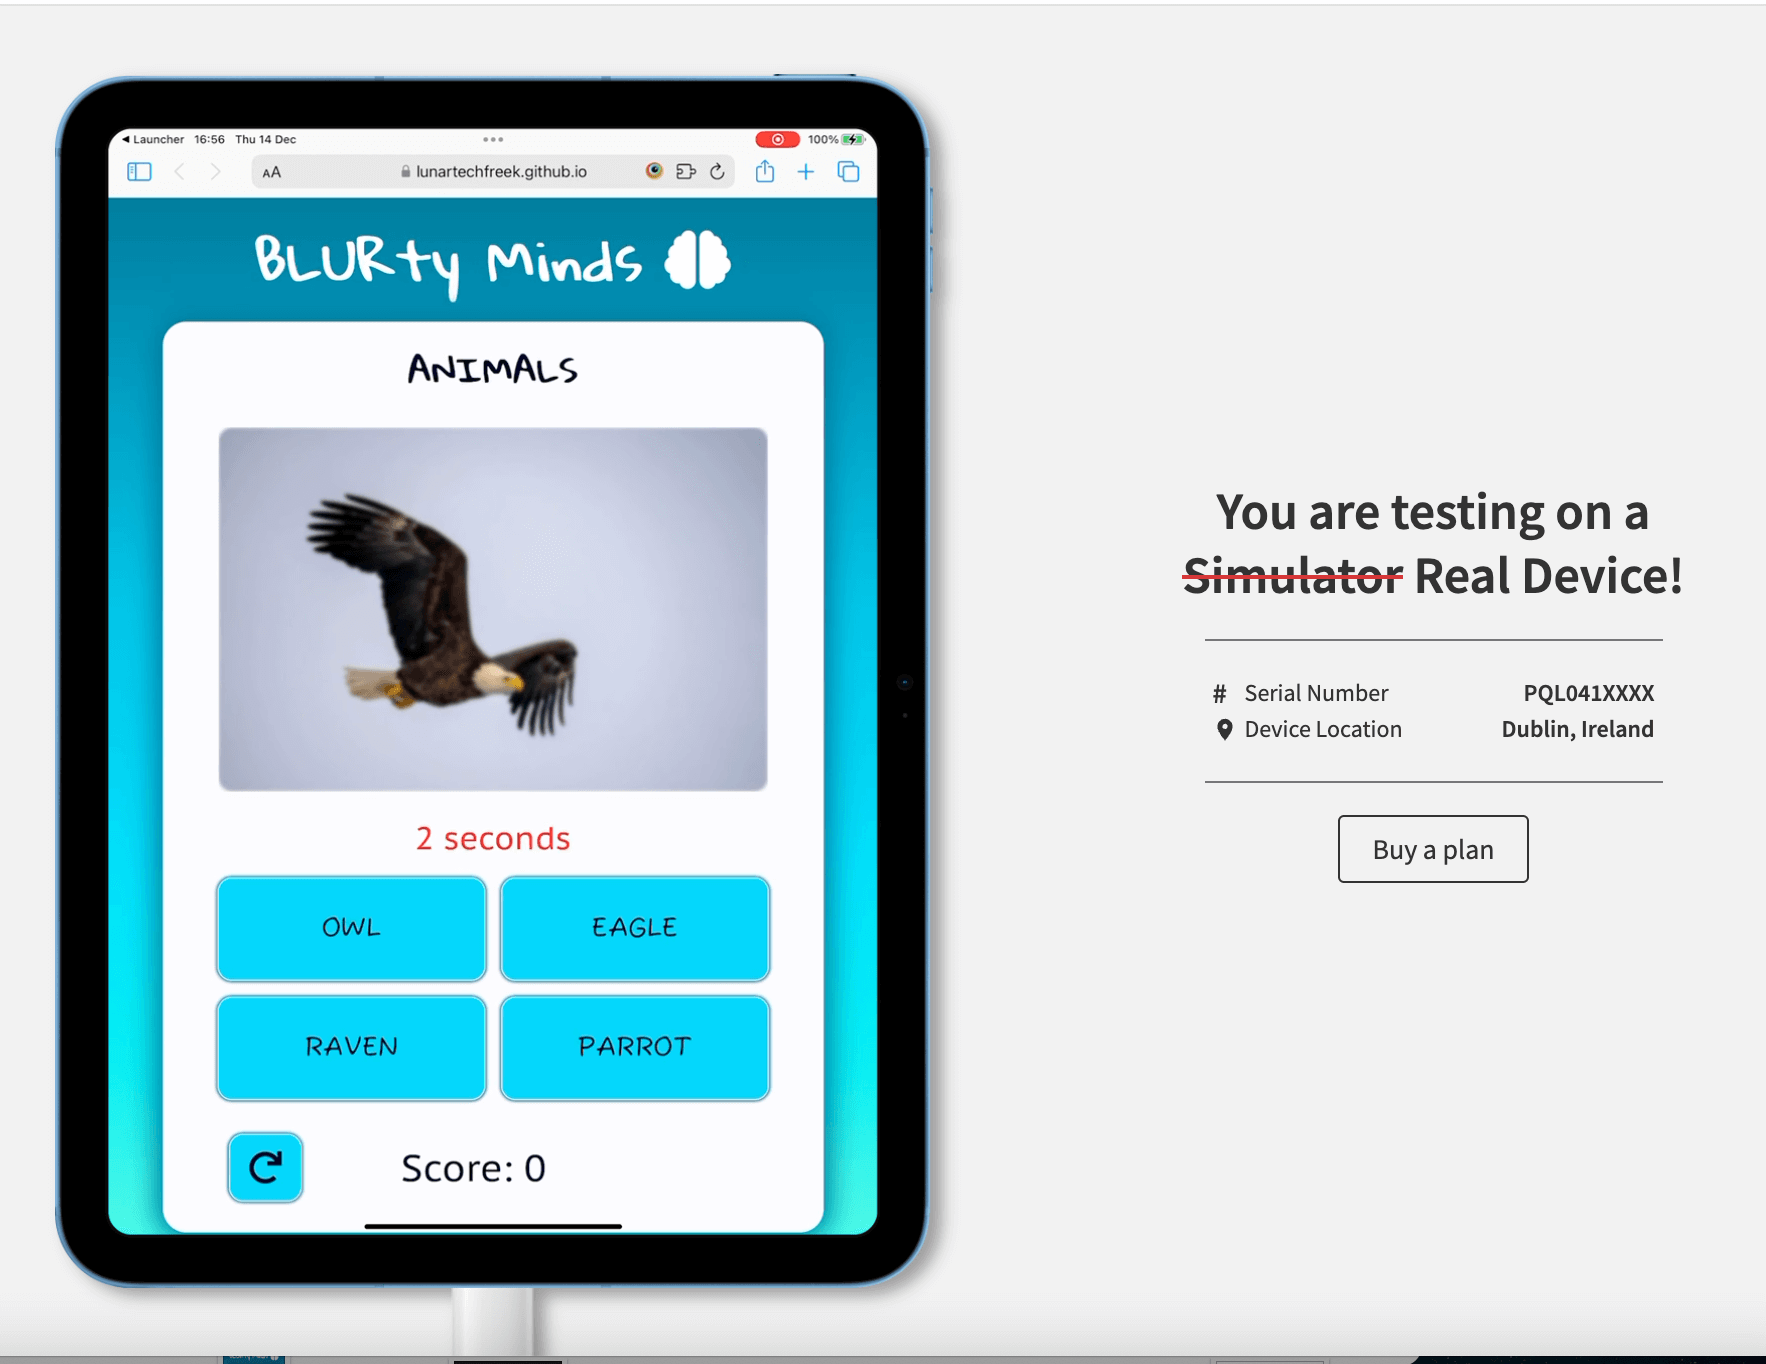 Launcher 16:56 Thu 14 Dec
100%
AA
lunartechfreek.github.io
BLURty Minds
ANIMALS
2 seconds
OWL
EAGLE
RAVEN
PARROT
Score: 0
You are testing on a
Simulator Real Device!
# Serial Number PQL041XXXX
Device Location Dublin, Ireland
Buy a plan